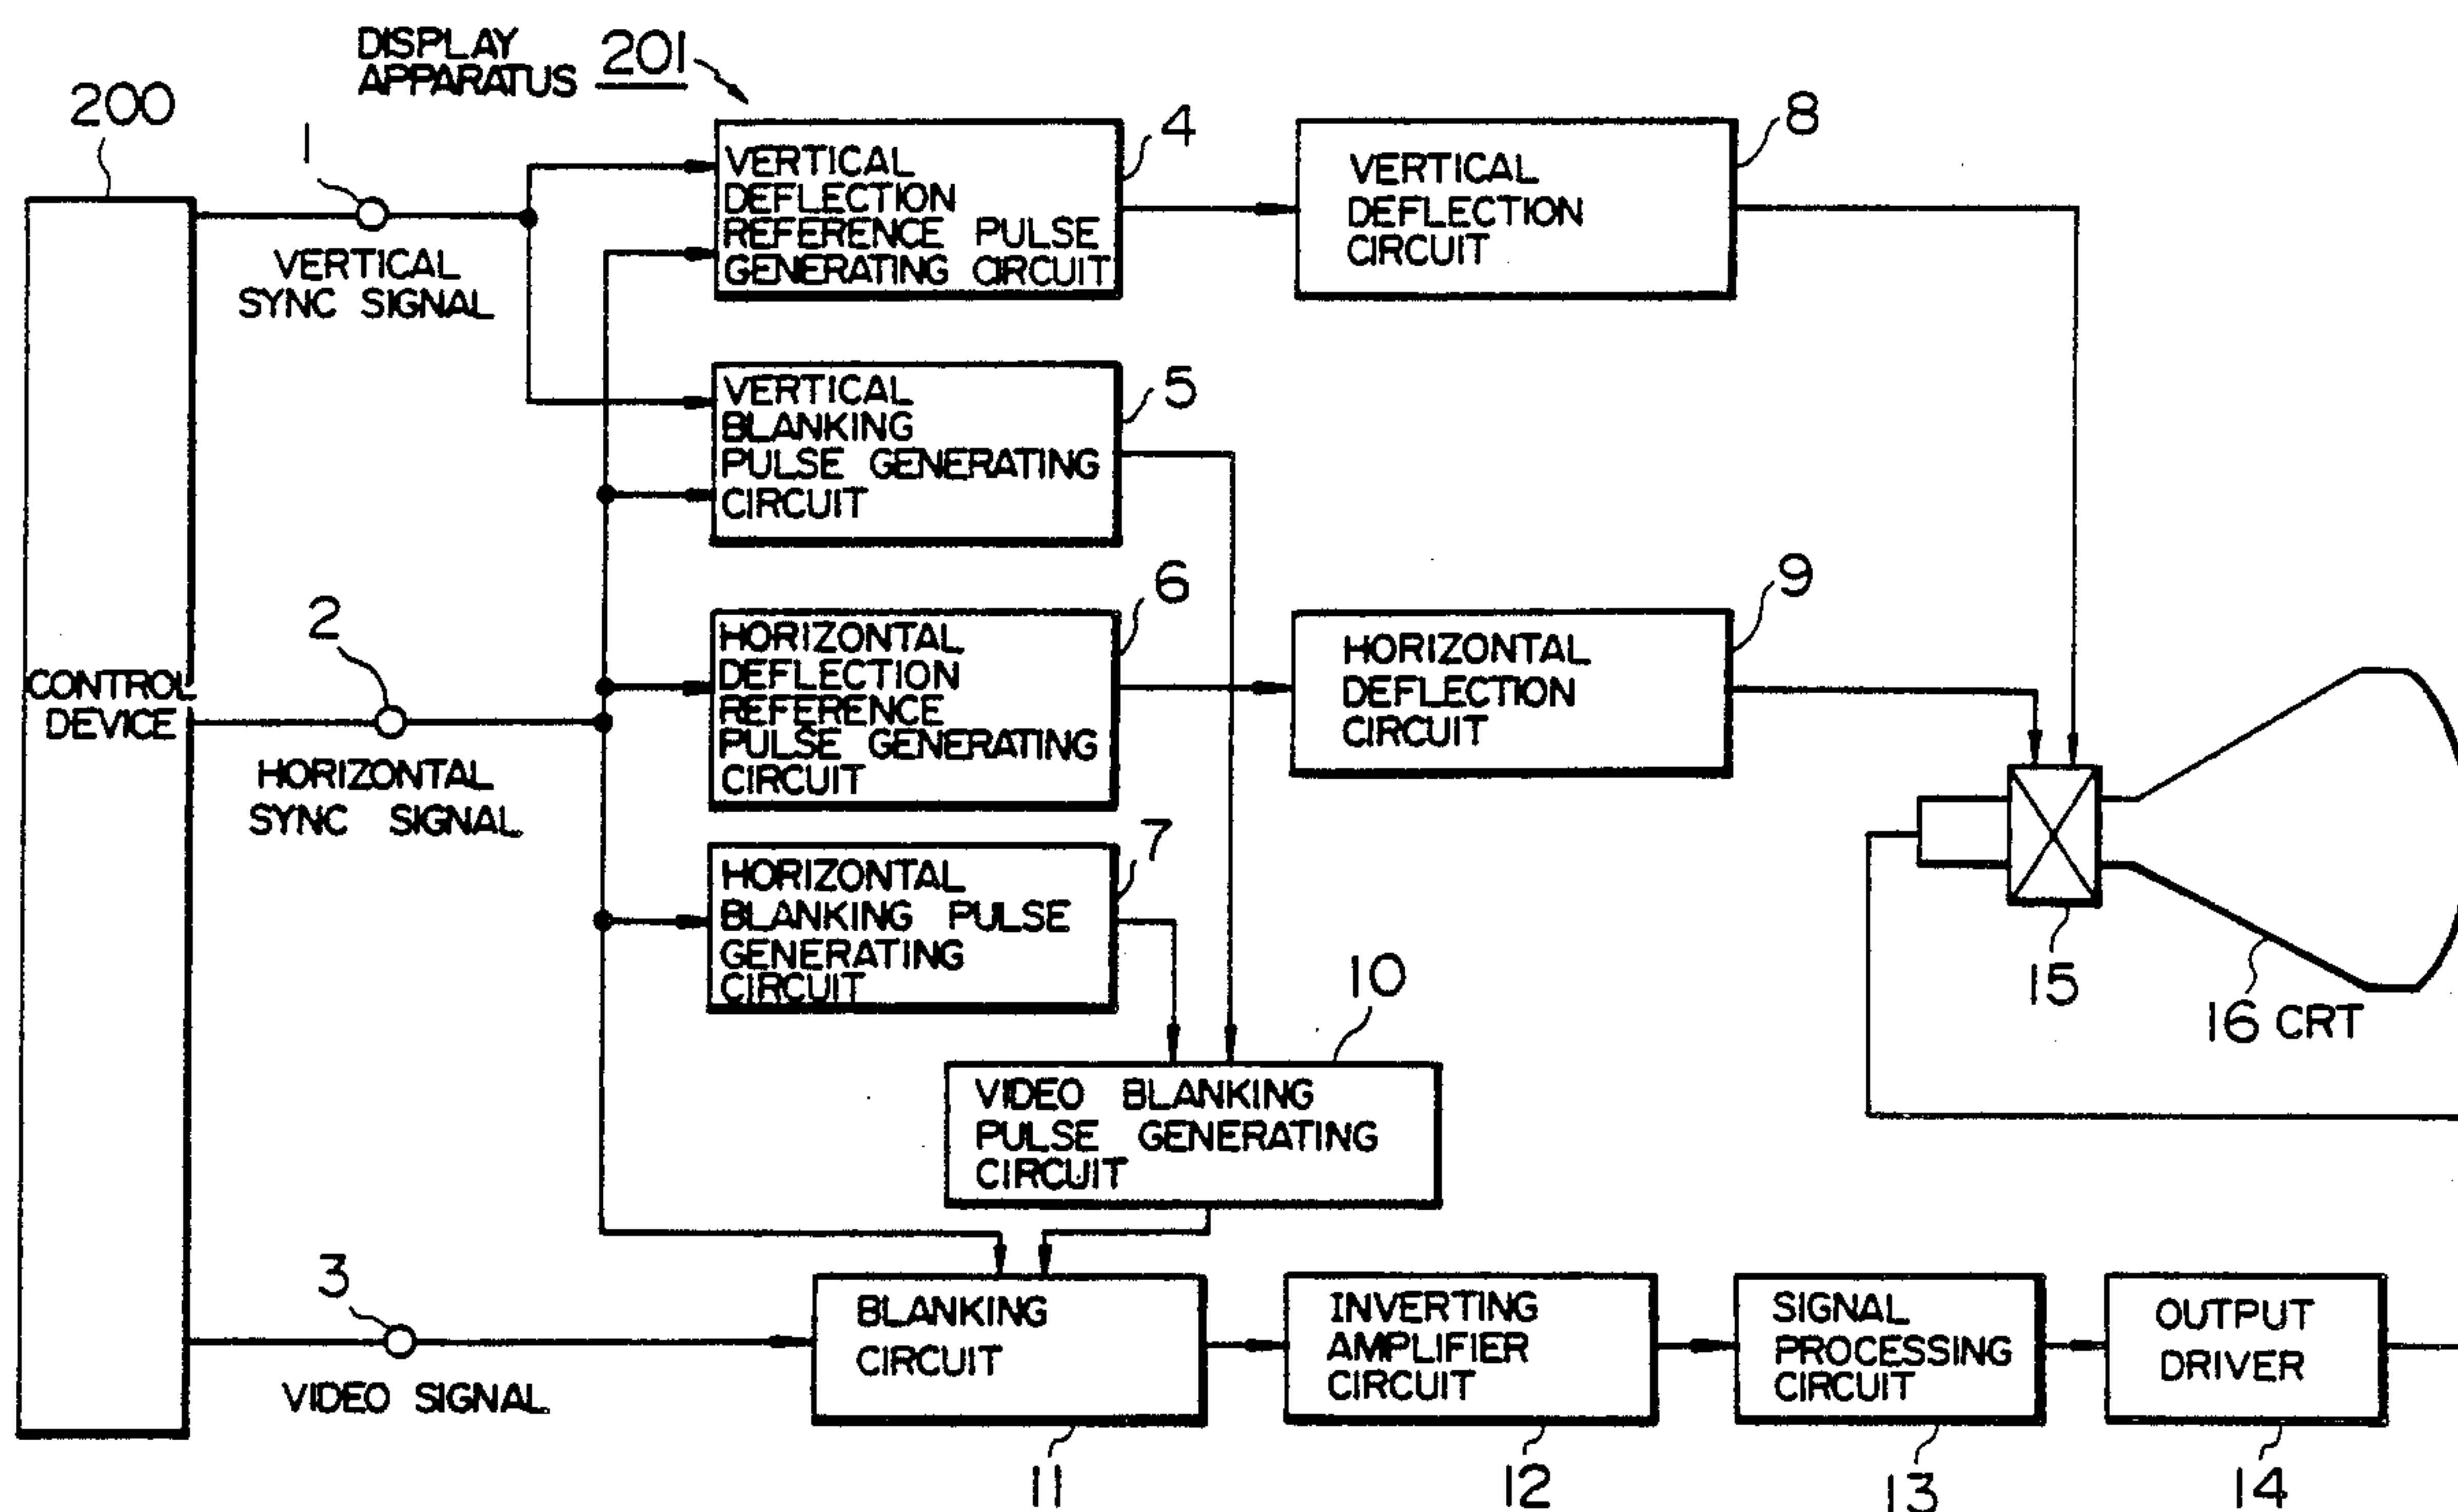 DISPLAY
APPARATUS 201
200
1
VERTICAL
SYNC SIGNAL
4
VERTICAL
DEFLECTION
REFERENCE PULSE
GENERATING CIRCUIT
8
VERTICAL
DEFLECTION
CIRCUIT
5
VERTICAL
BLANKING
PULSE GENERATING
CIRCUIT
CONTROL
DEVICE
2
HORIZONTAL
SYNC SIGNAL
6
HORIZONTAL
DEFLECTION
REFERENCE
PULSE GENERATING
CIRCUIT
9
HORIZONTAL
DEFLECTION
CIRCUIT
7
HORIZONTAL
BLANKING PULSE
GENERATING
CIRCUIT
15
16 CRT
10
VIDEO BLANKING
PULSE GENERATING
CIRCUIT
3
VIDEO SIGNAL
BLANKING
CIRCUIT
11
INVERTING
AMPLIFIER
CIRCUIT
12
SIGNAL
PROCESSING
CIRCUIT
13
OUTPUT
DRIVER
14